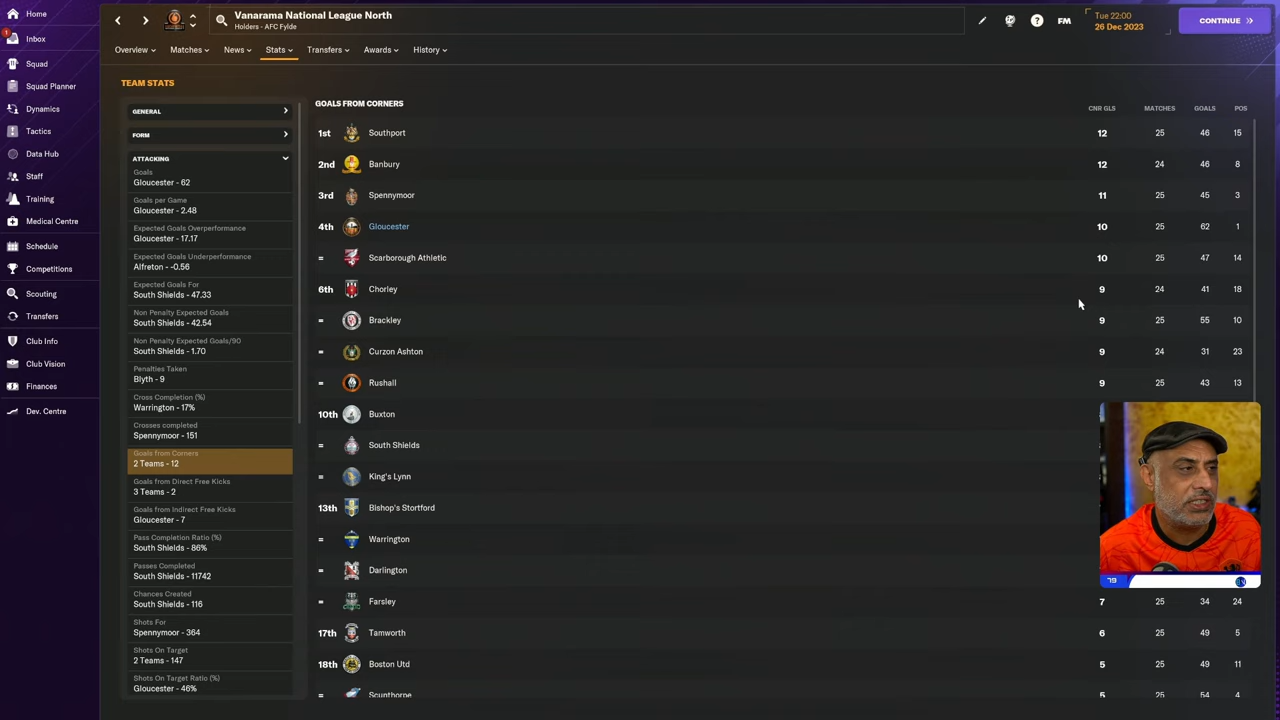 Home
Vanarama National League North
Holders - AFC Fylde
FM
Tue 22:00
26 Dec 2023
CONTINUE
1
Inbox
Overview
Matches
News
Stats
Transfers
Awards
History
Squad
Squad Planner
Dynamics
Tactics
Data Hub
Staff
Training
Medical Centre
Schedule
Competitions
Scouting
Transfers
Club Info
Club Vision
Finances
Dev. Centre
TEAM STATS
GENERAL
FORM
ATTACKING
Goals
Gloucester - 62
Goals per Game
Gloucester - 2.48
Expected Goals Overperformance
Gloucester - 17.17
Expected Goals Underperformance
Alfreton - -0.56
Expected Goals For
South Shields - 47.33
Non Penalty Expected Goals
South Shields - 42.54
Non Penalty Expected Goals/90
South Shields - 1.70
Penalties Taken
Blyth - 9
Cross Completion (%)
Warrington - 17%
Crosses completed
Spennymoor - 151
Goals from Corners
2 Teams - 12
Goals from Direct Free Kicks
3 Teams - 2
Goals from Indirect Free Kicks
Gloucester - 7
Pass Completion Ratio (%)
South Shields - 86%
Passes Completed
South Shields - 11742
Chances Created
South Shields - 116
Shots For
Spennymoor - 364
Shots On Target
2 Teams - 147
Shots On Target Ratio (%)
Gloucester - 46%
GOALS FROM CORNERS
CNR GLS MATCHES GOALS POS
1st Southport 12 25 46 15
2nd Banbury 12 24 46 8
3rd Spennymoor 11 25 45 3
4th Gloucester 10 25 62 1
= Scarborough Athletic 10 25 47 14
6th Chorley 9 24 41 18
= Brackley 9 25 55 10
= Curzon Ashton 9 24 31 23
= Rushall 9 25 43 13
10th Buxton
= South Shields
= King's Lynn
13th Bishop's Stortford
= Warrington
= Darlington
= Farsley 7 25 34 24
17th Tamworth 6 25 49 5
18th Boston Utd 5 25 49 11
= Scunthorpe 5 25 54 4